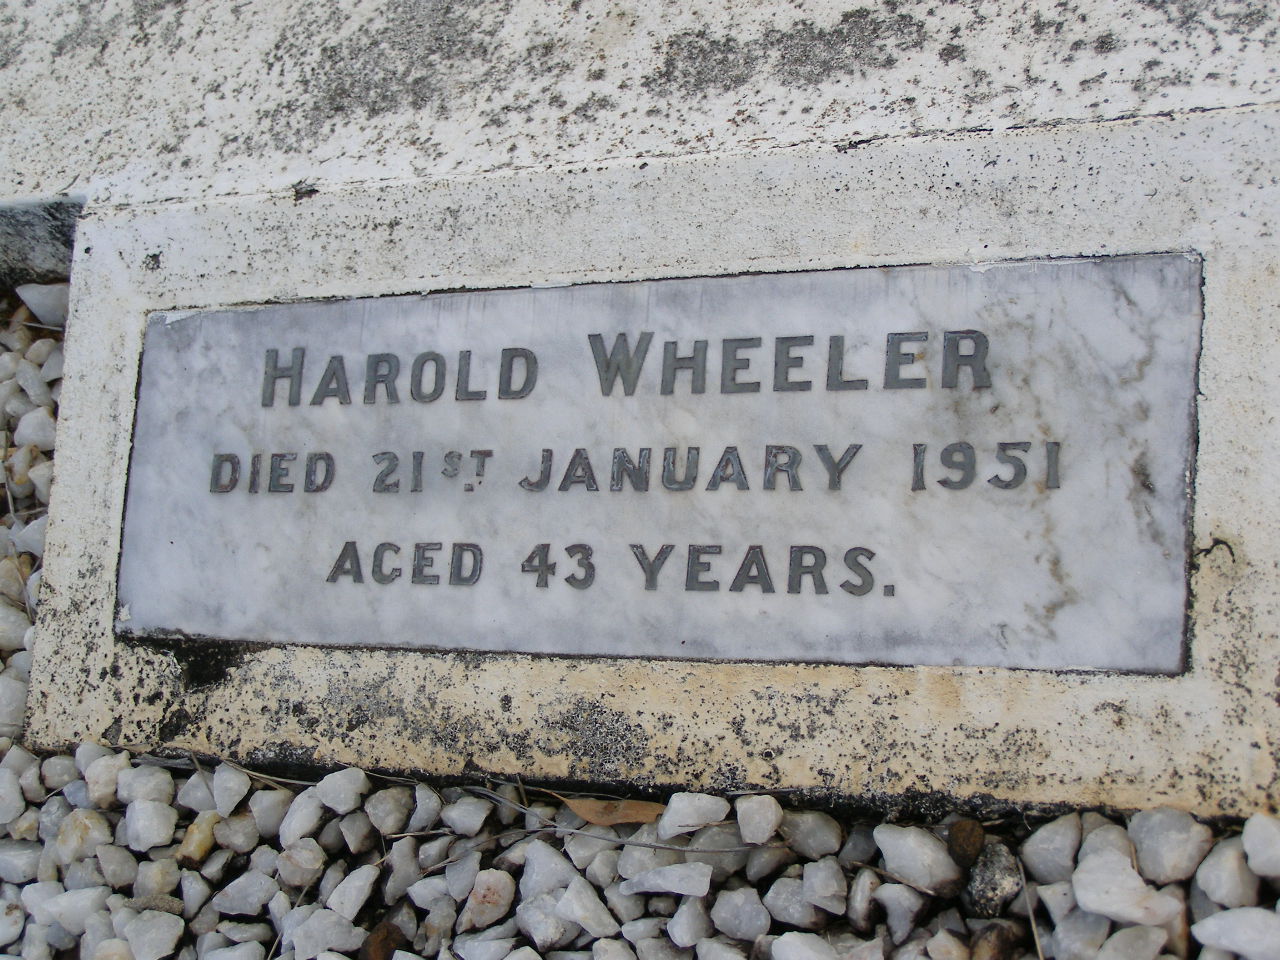 HAROLD WHEELER
DIED 21ST. JANUARY 1951
AGED 43 YEARS.